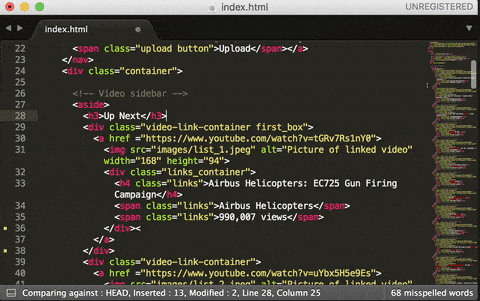 index.html
UNREGISTERED
index.html
22 <span class="upload button">Upload</span></a>
23 </nav>
24 <div class="container">
25
26 <!-- Video sidebar -->
27 <aside>
28 <h3>Up Next</h3>
29 <div class="video-link-container first_box">
30 <a href ="https://www.youtube.com/watch?v=tGRv7Rs1nY0">
31 <img src="images/list_1.jpeg" alt="Picture of linked video"
width="168" height="94">
32 <div class="links_container">
33 <h4 class="links">Airbus Helicopters: EC725 Gun Firing
Campaign</h4>
34 <span class="links">Airbus Helicopters</span>
35 <span class="links">990,007 views</span>
36 </div><
37 </a>
38 </div>
39 <div class="video-link-container">
40 <a href ="https://www.youtube.com/watch?v=uYbx5H5e9Es">
41 <img src="images/list_2.jpeg" alt="Picture of linked video"
Comparing against : HEAD, Inserted : 13, Modified : 2, Line 28, Column 25
68 misspelled words